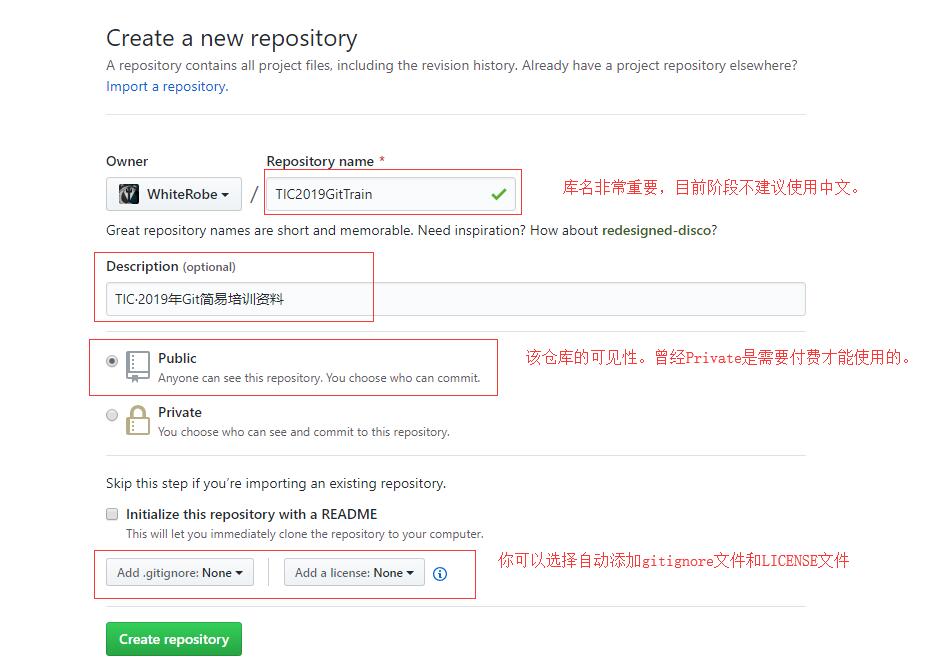 Create a new repository
A repository contains all project files, including the revision history. Already have a project repository elsewhere?
Import a repository.
Owner
Repository name *
WhiteRobe
/
TIC2019GitTrain
库名非常重要，目前阶段不建议使用中文。
Great repository names are short and memorable. Need inspiration? How about redesigned-disco?
Description (optional)
TIC·2019年Git简易培训资料
Public
Anyone can see this repository. You choose who can commit.
该仓库的可见性。曾经Private是需要付费才能使用的。
Private
You choose who can see and commit to this repository.
Skip this step if you're importing an existing repository.
Initialize this repository with a README
This will let you immediately clone the repository to your computer.
Add .gitignore: None
Add a license: None
你可以选择自动添加gitignore文件和LICENSE文件
Create repository